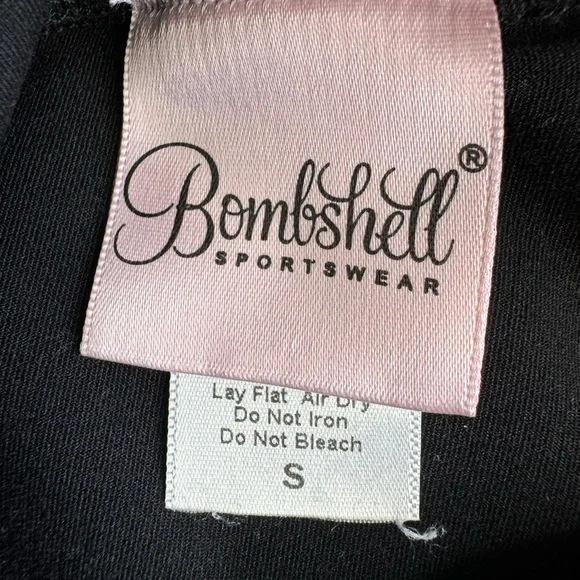 Bombshell®
SPORTSWEAR
Lay Flat Air Dry
Do Not Iron
Do Not Bleach
S